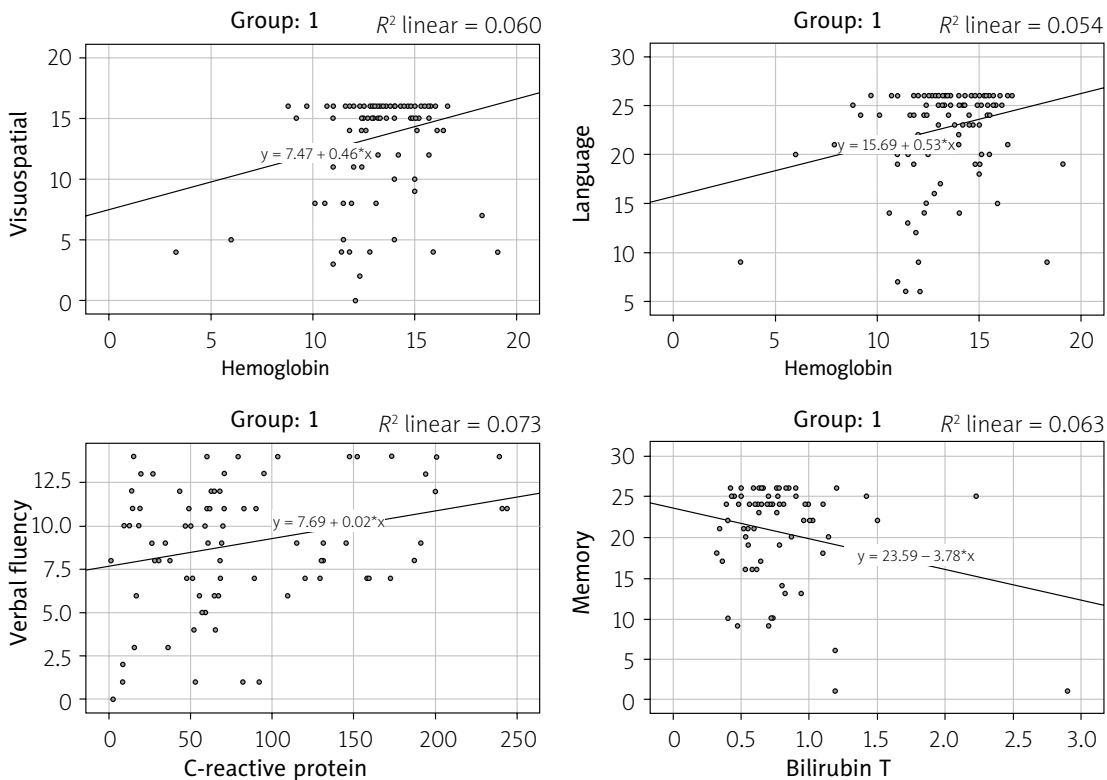 Group: 1
R² linear = 0.060
20
15
10
5
0
Visuospatial
y = 7.47 + 0.46*x
0 5 10 15 20
Hemoglobin
Group: 1
R² linear = 0.054
30
25
20
15
10
5
Language
y = 15.69 + 0.53*x
0 5 10 15 20
Hemoglobin
Group: 1
R² linear = 0.073
12.5
10.0
7.5
5.0
2.5
0
Verbal fluency
y = 7.69 + 0.02*x
0 50 100 150 200 250
C-reactive protein
Group: 1
R² linear = 0.063
30
25
20
15
10
5
0
Memory
y = 23.59 – 3.78*x
0 0.5 1.0 1.5 2.0 2.5 3.0
Bilirubin T